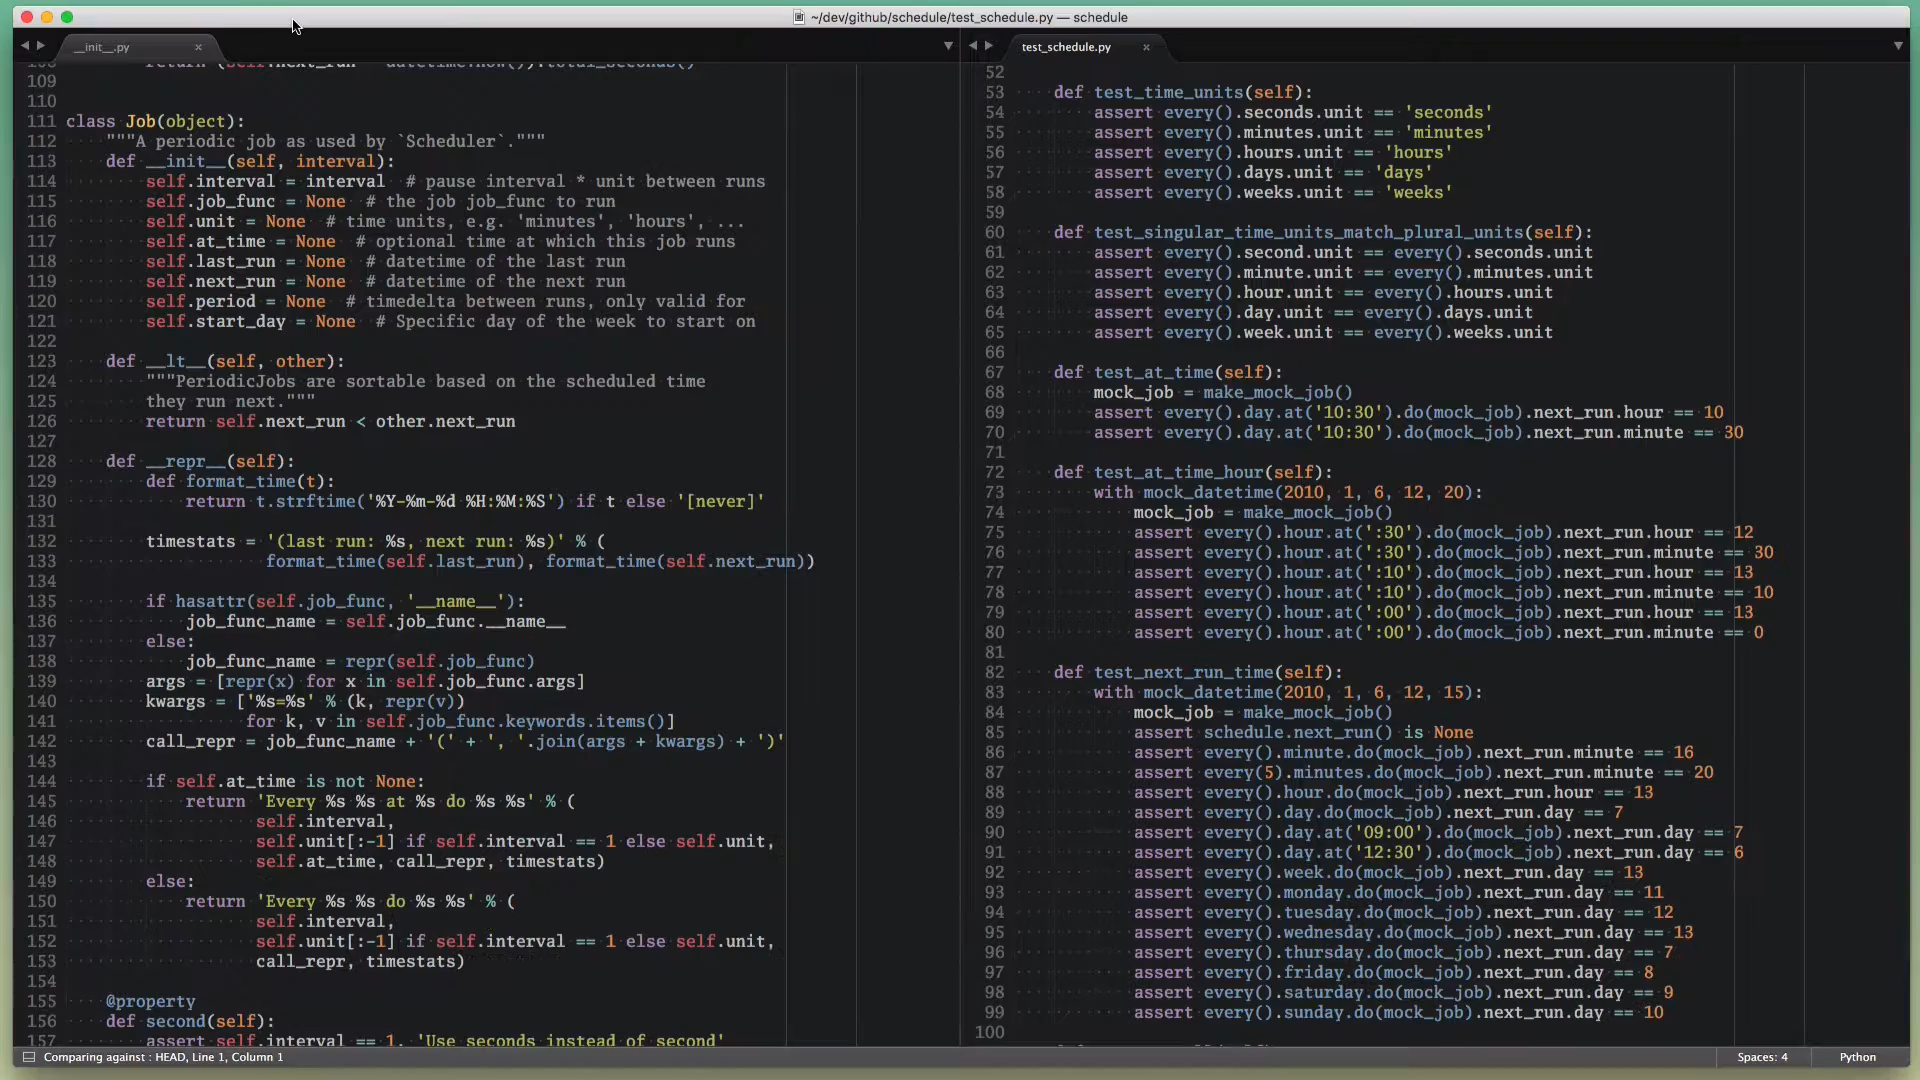 ~/dev/github/schedule/test_schedule.py — schedule
__init__.py ×
109
110
111 class Job(object):
112 """A periodic job as used by `Scheduler`."""
113 def __init__(self, interval):
114 self.interval = interval # pause interval * unit between runs
115 self.job_func = None # the job job_func to run
116 self.unit = None # time units, e.g. 'minutes', 'hours', ...
117 self.at_time = None # optional time at which this job runs
118 self.last_run = None # datetime of the last run
119 self.next_run = None # datetime of the next run
120 self.period = None # timedelta between runs, only valid for
121 self.start_day = None # Specific day of the week to start on
122
123 def __lt__(self, other):
124 """PeriodicJobs are sortable based on the scheduled time
125 they run next."""
126 return self.next_run < other.next_run
127
128 def __repr__(self):
129 def format_time(t):
130 return t.strftime('%Y-%m-%d %H:%M:%S') if t else '[never]'
131
132 timestats = '(last run: %s, next run: %s)' % (
133 format_time(self.last_run), format_time(self.next_run))
134
135 if hasattr(self.job_func, '__name__'):
136 job_func_name = self.job_func.__name__
137 else:
138 job_func_name = repr(self.job_func)
139 args = [repr(x) for x in self.job_func.args]
140 kwargs = ['%s=%s' % (k, repr(v))
141 for k, v in self.job_func.keywords.items()]
142 call_repr = job_func_name + '(' + ', '.join(args + kwargs) + ')'
143
144 if self.at_time is not None:
145 return 'Every %s %s at %s do %s %s' % (
146 self.interval,
147 self.unit[:-1] if self.interval == 1 else self.unit,
148 self.at_time, call_repr, timestats)
149 else:
150 return 'Every %s %s do %s %s' % (
151 self.interval,
152 self.unit[:-1] if self.interval == 1 else self.unit,
153 call_repr, timestats)
154
155 @property
156 def second(self):
157 assert self.interval == 1, 'Use seconds instead of second'
test_schedule.py ×
52
53 def test_time_units(self):
54 assert every().seconds.unit == 'seconds'
55 assert every().minutes.unit == 'minutes'
56 assert every().hours.unit == 'hours'
57 assert every().days.unit == 'days'
58 assert every().weeks.unit == 'weeks'
59
60 def test_singular_time_units_match_plural_units(self):
61 assert every().second.unit == every().seconds.unit
62 assert every().minute.unit == every().minutes.unit
63 assert every().hour.unit == every().hours.unit
64 assert every().day.unit == every().days.unit
65 assert every().week.unit == every().weeks.unit
66
67 def test_at_time(self):
68 mock_job = make_mock_job()
69 assert every().day.at('10:30').do(mock_job).next_run.hour == 10
70 assert every().day.at('10:30').do(mock_job).next_run.minute == 30
71
72 def test_at_time_hour(self):
73 with mock_datetime(2010, 1, 6, 12, 20):
74 mock_job = make_mock_job()
75 assert every().hour.at(':30').do(mock_job).next_run.hour == 12
76 assert every().hour.at(':30').do(mock_job).next_run.minute == 30
77 assert every().hour.at(':10').do(mock_job).next_run.hour == 13
78 assert every().hour.at(':10').do(mock_job).next_run.minute == 10
79 assert every().hour.at(':00').do(mock_job).next_run.hour == 13
80 assert every().hour.at(':00').do(mock_job).next_run.minute == 0
81
82 def test_next_run_time(self):
83 with mock_datetime(2010, 1, 6, 12, 15):
84 mock_job = make_mock_job()
85 assert schedule.next_run() is None
86 assert every().minute.do(mock_job).next_run.minute == 16
87 assert every(5).minutes.do(mock_job).next_run.minute == 20
88 assert every().hour.do(mock_job).next_run.hour == 13
89 assert every().day.do(mock_job).next_run.day == 7
90 assert every().day.at('09:00').do(mock_job).next_run.day == 7
91 assert every().day.at('12:30').do(mock_job).next_run.day == 6
92 assert every().week.do(mock_job).next_run.day == 13
93 assert every().monday.do(mock_job).next_run.day == 11
94 assert every().tuesday.do(mock_job).next_run.day == 12
95 assert every().wednesday.do(mock_job).next_run.day == 13
96 assert every().thursday.do(mock_job).next_run.day == 7
97 assert every().friday.do(mock_job).next_run.day == 8
98 assert every().saturday.do(mock_job).next_run.day == 9
99 assert every().sunday.do(mock_job).next_run.day == 10
100
Comparing against : HEAD, Line 1, Column 1
Spaces: 4
Python